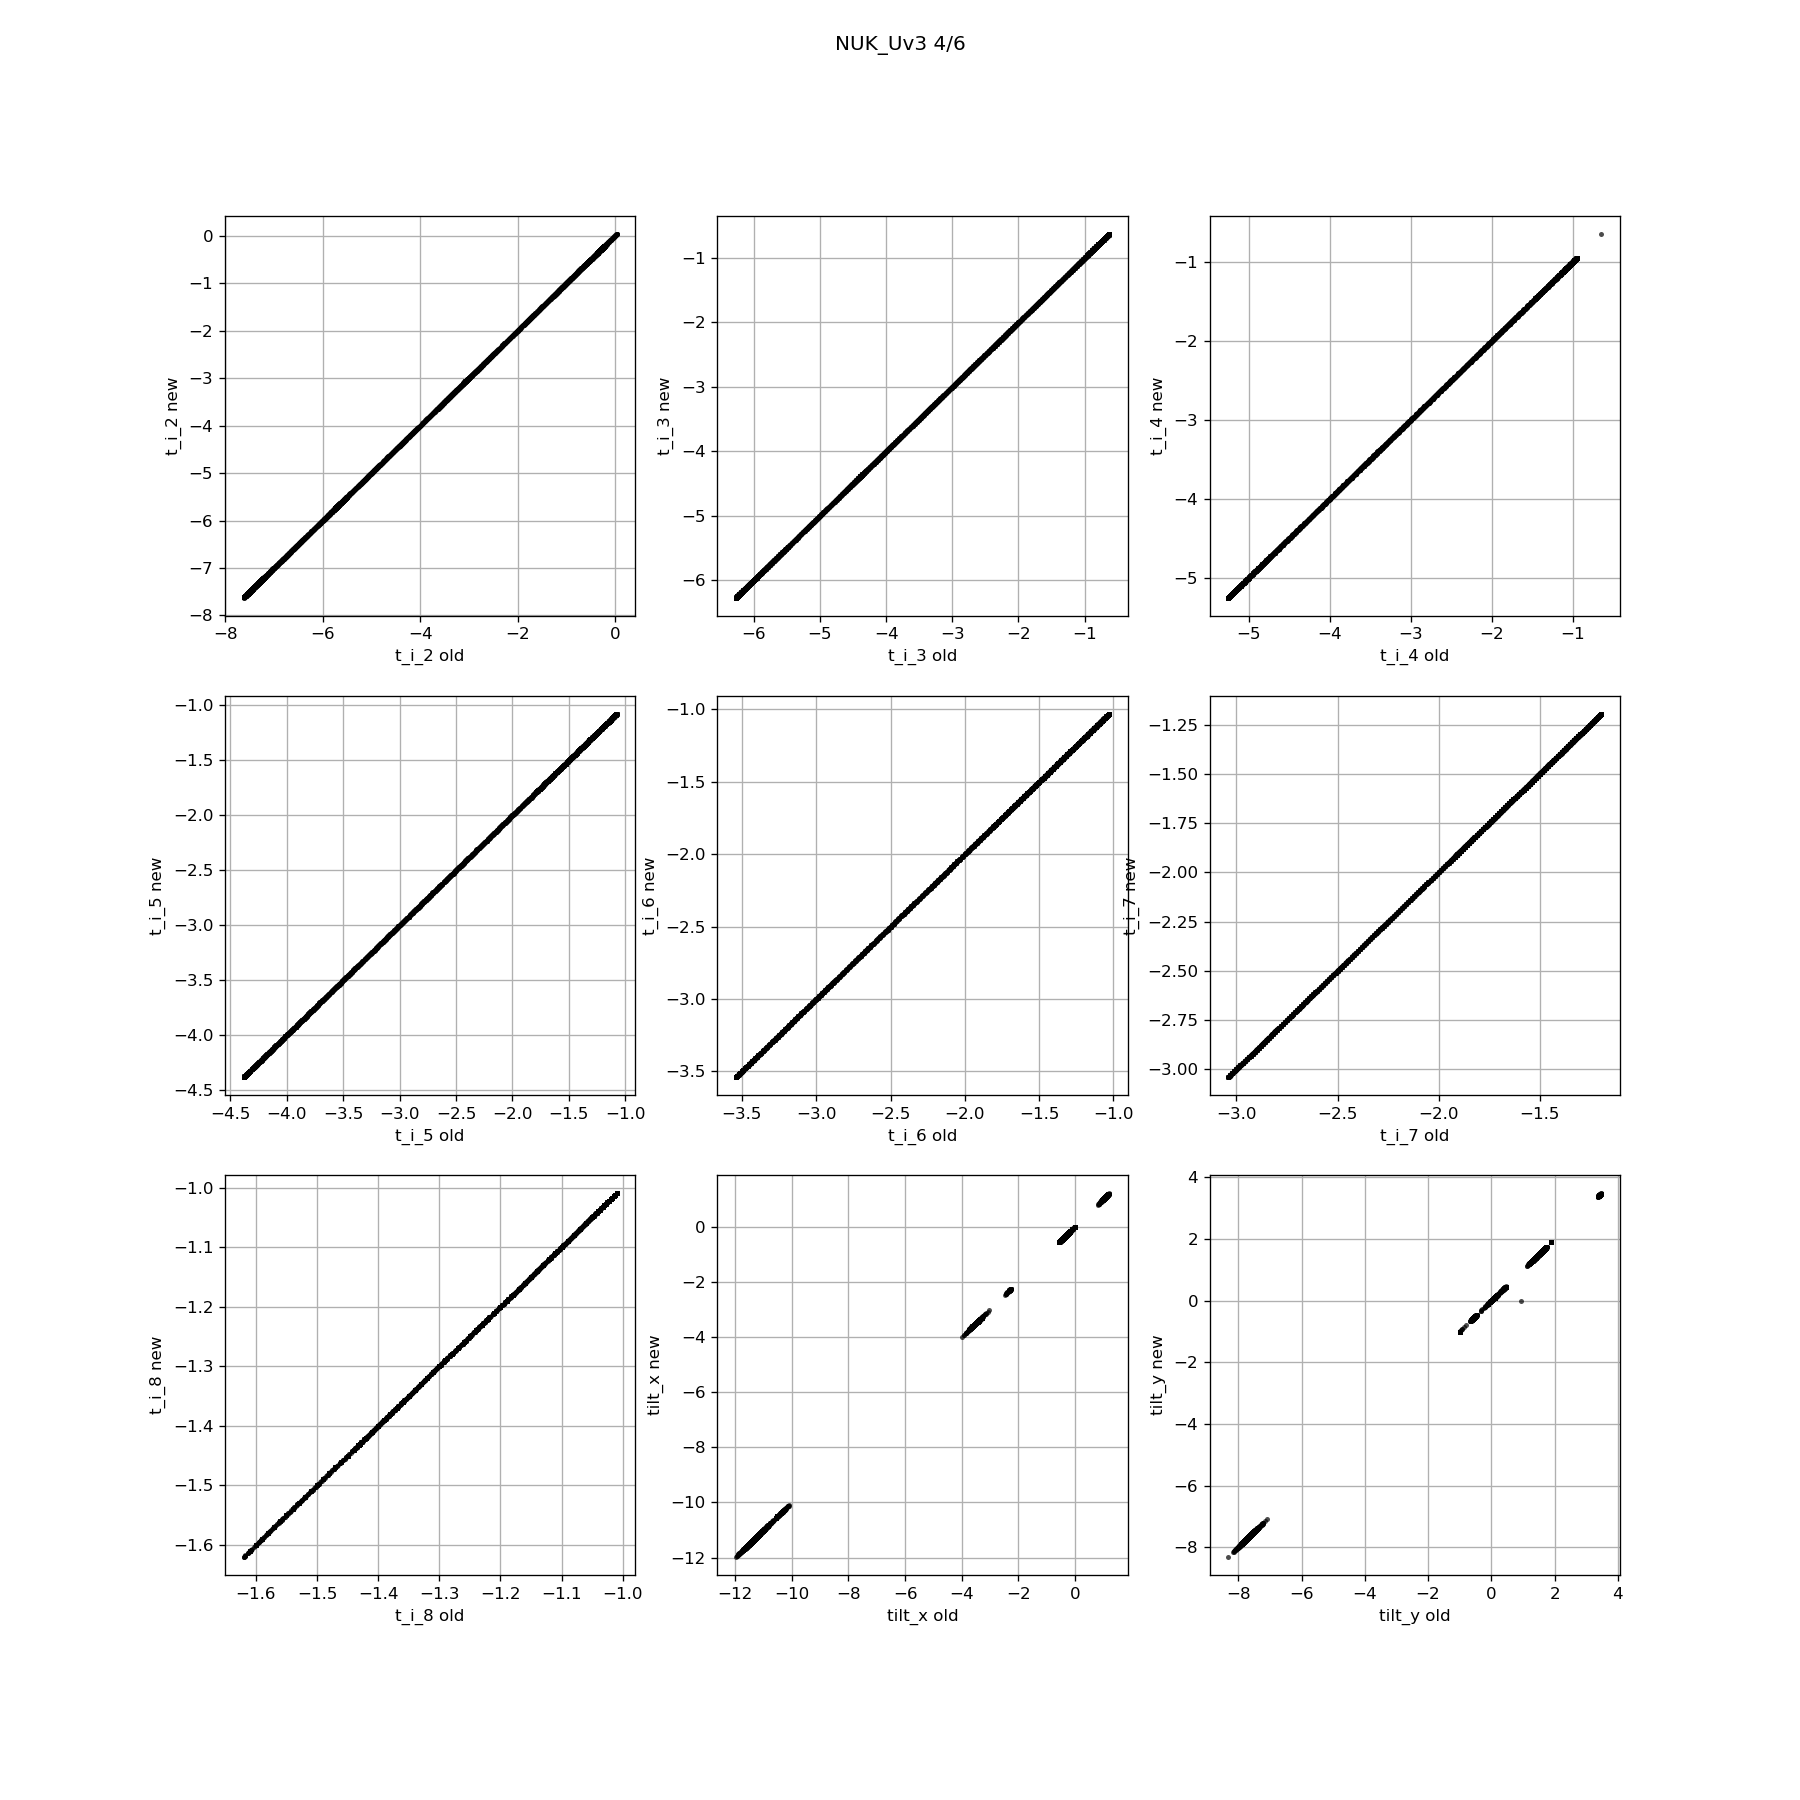 NUK_Uv3 4/6
0
−1
−2
−3
−4
−5
−6
−7
−8
t_i_2 new
−8 −6 −4 −2 0
t_i_2 old
−1
−2
−3
−4
−5
−6
t_i_3 new
−6 −5 −4 −3 −2 −1
t_i_3 old
−1
−2
−3
−4
−5
t_i_4 new
−5 −4 −3 −2 −1
t_i_4 old
−1.0
−1.5
−2.0
−2.5
−3.0
−3.5
−4.0
−4.5
t_i_5 new
−4.5 −4.0 −3.5 −3.0 −2.5 −2.0 −1.5 −1.0
t_i_5 old
−1.0
−1.5
−2.0
−2.5
−3.0
−3.5
t_i_6 new
−3.5 −3.0 −2.5 −2.0 −1.5 −1.0
t_i_6 old
−1.25
−1.50
−1.75
−2.00
−2.25
−2.50
−2.75
−3.00
t_i_7 new
−3.0 −2.5 −2.0 −1.5
t_i_7 old
−1.0
−1.1
−1.2
−1.3
−1.4
−1.5
−1.6
t_i_8 new
−1.6 −1.5 −1.4 −1.3 −1.2 −1.1 −1.0
t_i_8 old
0
−2
−4
−6
−8
−10
−12
tilt_x new
−12 −10 −8 −6 −4 −2 0
tilt_x old
4
2
0
−2
−4
−6
−8
tilt_y new
−8 −6 −4 −2 0 2 4
tilt_y old